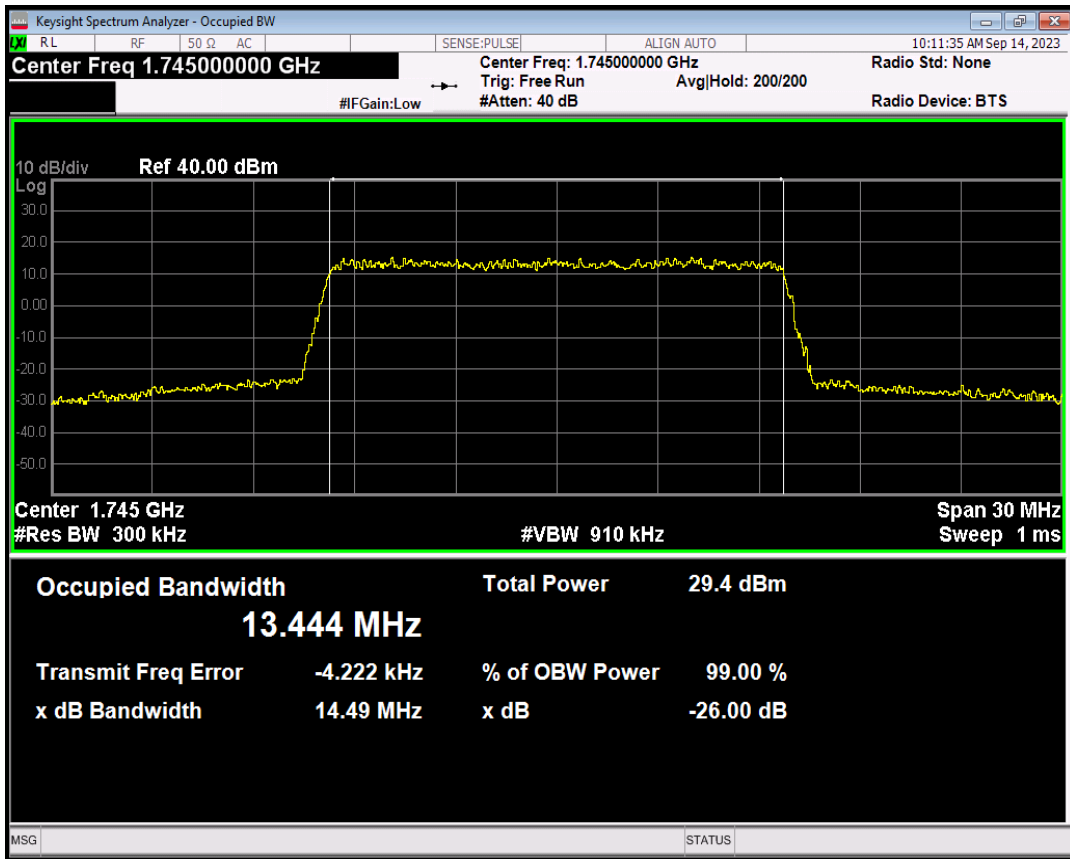 Keysight Spectrum Analyzer - Occupied BW
LXI RL RF 50 Ω AC SENSE:PULSE ALIGN AUTO 10:11:35 AM Sep 14, 2023
Center Freq 1.745000000 GHz Center Freq: 1.745000000 GHz Radio Std: None
Trig: Free Run Avg|Hold: 200/200
#IFGain:Low #Atten: 40 dB Radio Device: BTS
10 dB/div Ref 40.00 dBm
Log
30.0
20.0
10.0
0.00
-10.0
-20.0
-30.0
-40.0
-50.0
Center 1.745 GHz Span 30 MHz
#Res BW 300 kHz #VBW 910 kHz Sweep 1 ms
Occupied Bandwidth Total Power 29.4 dBm
13.444 MHz
Transmit Freq Error -4.222 kHz % of OBW Power 99.00 %
x dB Bandwidth 14.49 MHz x dB -26.00 dB
MSG STATUS